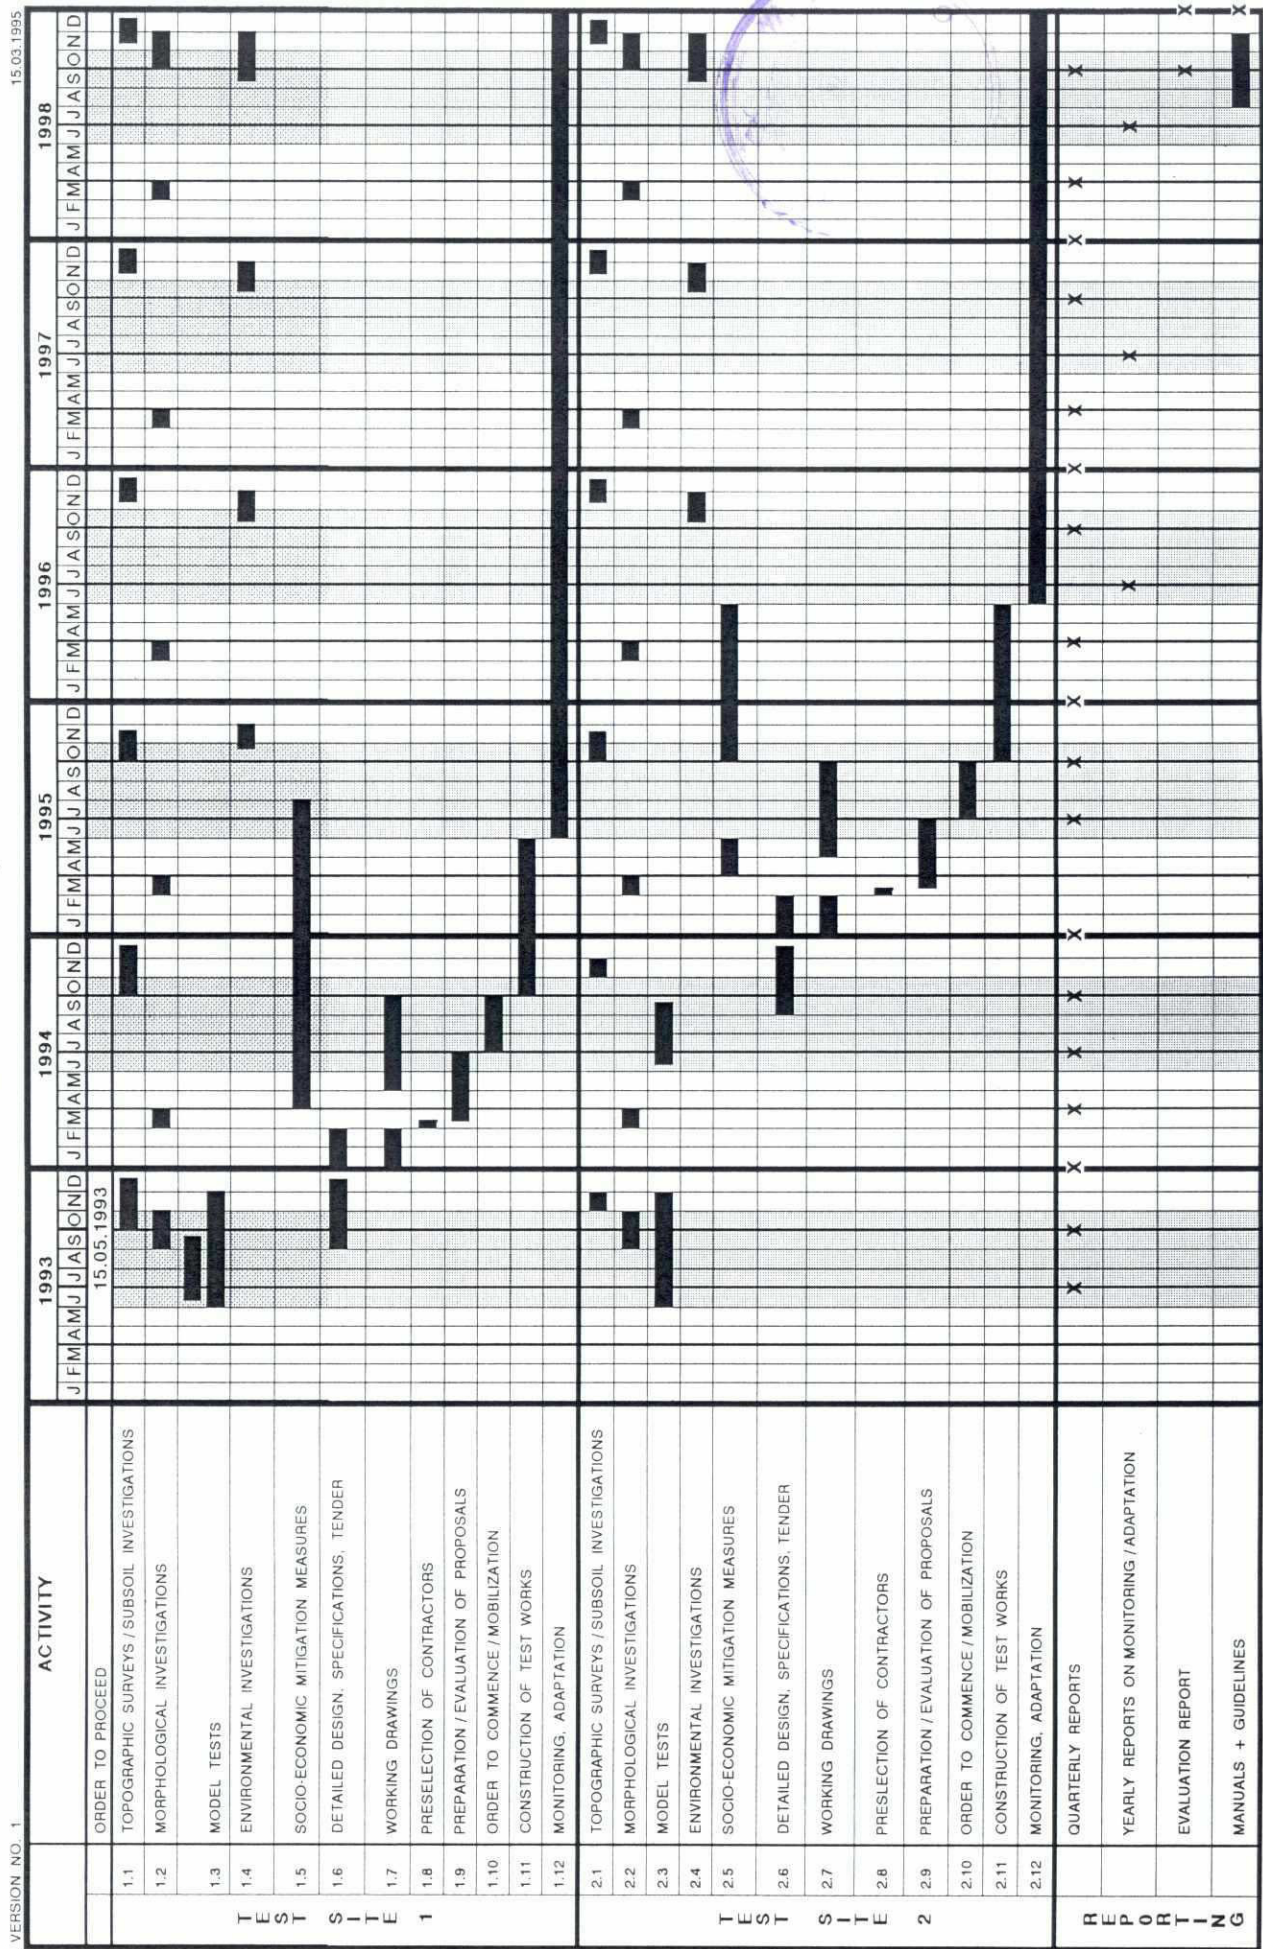 VERSION NO. 1
15.03.1995
ACTIVITY 1993 1994 1995 1996 1997 1998
J F M A M J J A S O N D J F M A M J J A S O N D J F M A M J J A S O N D J F M A M J J A S O N D J F M A M J J A S O N D J F M A M J J A S O N D
ORDER TO PROCEED 15.05.1993
TEST SITE 1
1.1 TOPOGRAPHIC SURVEYS / SUBSOIL INVESTIGATIONS
1.2 MORPHOLOGICAL INVESTIGATIONS
1.3 MODEL TESTS
1.4 ENVIRONMENTAL INVESTIGATIONS
1.5 SOCIO-ECONOMIC MITIGATION MEASURES
1.6 DETAILED DESIGN, SPECIFICATIONS, TENDER
1.7 WORKING DRAWINGS
1.8 PRESELECTION OF CONTRACTORS
1.9 PREPARATION / EVALUATION OF PROPOSALS
1.10 ORDER TO COMMENCE / MOBILIZATION
1.11 CONSTRUCTION OF TEST WORKS
1.12 MONITORING, ADAPTATION
TEST SITE 2
2.1 TOPOGRAPHIC SURVEYS / SUBSOIL INVESTIGATIONS
2.2 MORPHOLOGICAL INVESTIGATIONS
2.3 MODEL TESTS
2.4 ENVIRONMENTAL INVESTIGATIONS
2.5 SOCIO-ECONOMIC MITIGATION MEASURES
2.6 DETAILED DESIGN, SPECIFICATIONS, TENDER
2.7 WORKING DRAWINGS
2.8 PRESLECTION OF CONTRACTORS
2.9 PREPARATION / EVALUATION OF PROPOSALS
2.10 ORDER TO COMMENCE / MOBILIZATION
2.11 CONSTRUCTION OF TEST WORKS
2.12 MONITORING, ADAPTATION
REPORTING
QUARTERLY REPORTS X X X X X X X X X X X X X X X X X X X X X X
YEARLY REPORTS ON MONITORING / ADAPTATION X X X
EVALUATION REPORT X X
MANUALS + GUIDELINES X